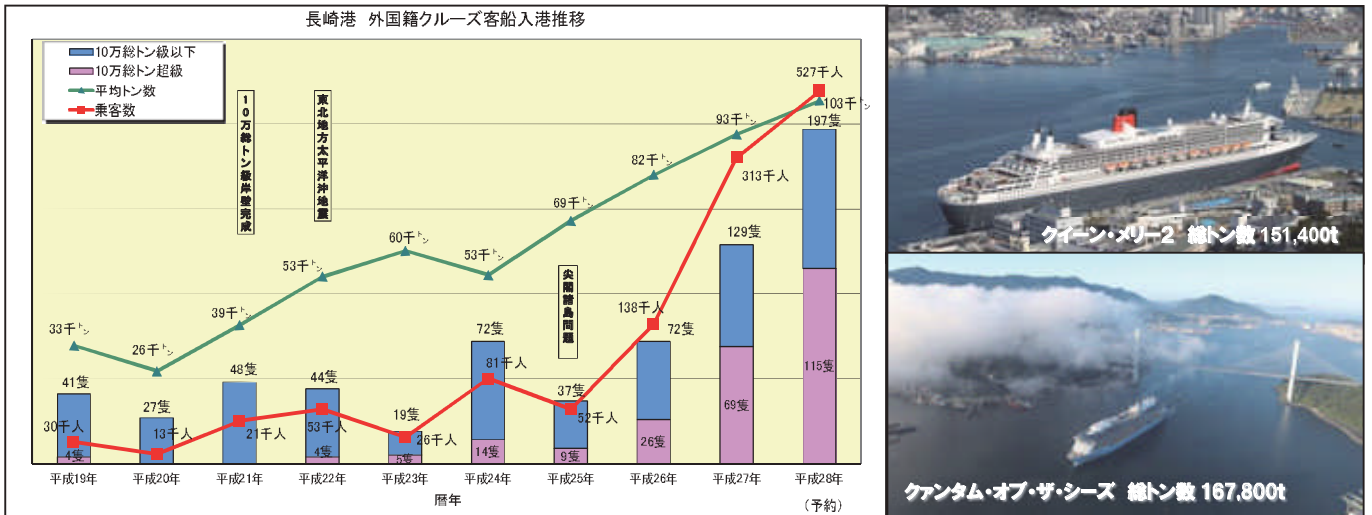 長崎港 外国籍クルーズ客船入港推移
10万総トン級以下
10万総トン超級
平均トン数
乗客数
10万総トン級岸壁完成
東北地方太平洋沖地震
尖閣諸島問題
33千トン
26千トン
39千トン
53千トン
60千トン
53千トン
69千トン
82千トン
93千トン
103千トン
41隻
27隻
48隻
44隻
19隻
72隻
37隻
72隻
129隻
197隻
30千人
13千人
21千人
53千人
26千人
81千人
52千人
138千人
313千人
527千人
4隻
4隻
5隻
14隻
9隻
26隻
69隻
115隻
平成19年
平成20年
平成21年
平成22年
平成23年
平成24年
平成25年
平成26年
平成27年
平成28年
(予約)
暦年
クイーン・メリー2 総トン数 151,400t
クァンタム・オブ・ザ・シーズ 総トン数 167,800t